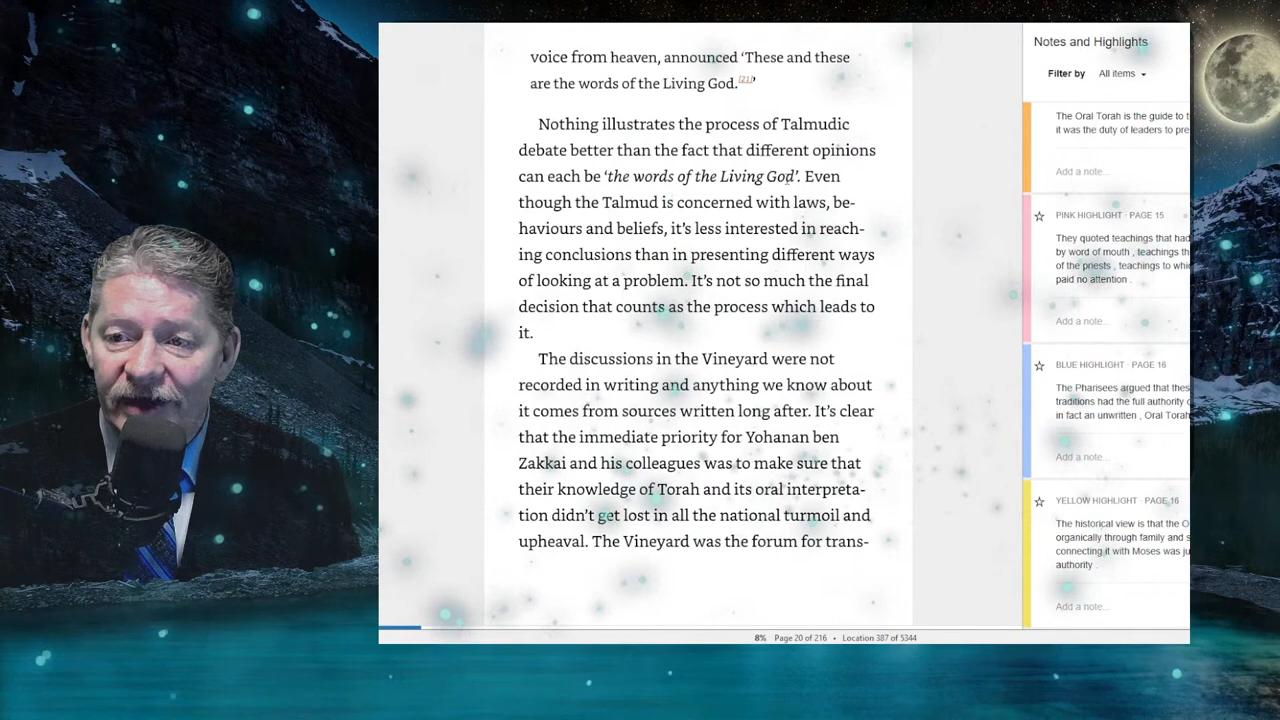 voice from heaven, announced ‘These and these
are the words of the Living God.[21]’
Nothing illustrates the process of Talmudic
debate better than the fact that different opinions
can each be ‘the words of the Living God’. Even
though the Talmud is concerned with laws, be-
haviours and beliefs, it’s less interested in reach-
ing conclusions than in presenting different ways
of looking at a problem. It’s not so much the final
decision that counts as the process which leads to
it.
The discussions in the Vineyard were not
recorded in writing and anything we know about
it comes from sources written long after. It’s clear
that the immediate priority for Yohanan ben
Zakkai and his colleagues was to make sure that
their knowledge of Torah and its oral interpreta-
tion didn’t get lost in all the national turmoil and
upheaval. The Vineyard was the forum for trans-
8% Page 20 of 216 • Location 387 of 5344
Notes and Highlights
Filter by All items
The Oral Torah is the guide to t
it was the duty of leaders to pre
Add a note...
PINK HIGHLIGHT · PAGE 15
They quoted teachings that had
by word of mouth , teachings th
of the priests , teachings to whic
paid no attention .
Add a note...
BLUE HIGHLIGHT · PAGE 16
The Pharisees argued that thes
traditions had the full authority o
in fact an unwritten , Oral Torah
Add a note...
YELLOW HIGHLIGHT · PAGE 16
The historical view is that the O
organically through family and s
connecting it with Moses was ju
authority .
Add a note...